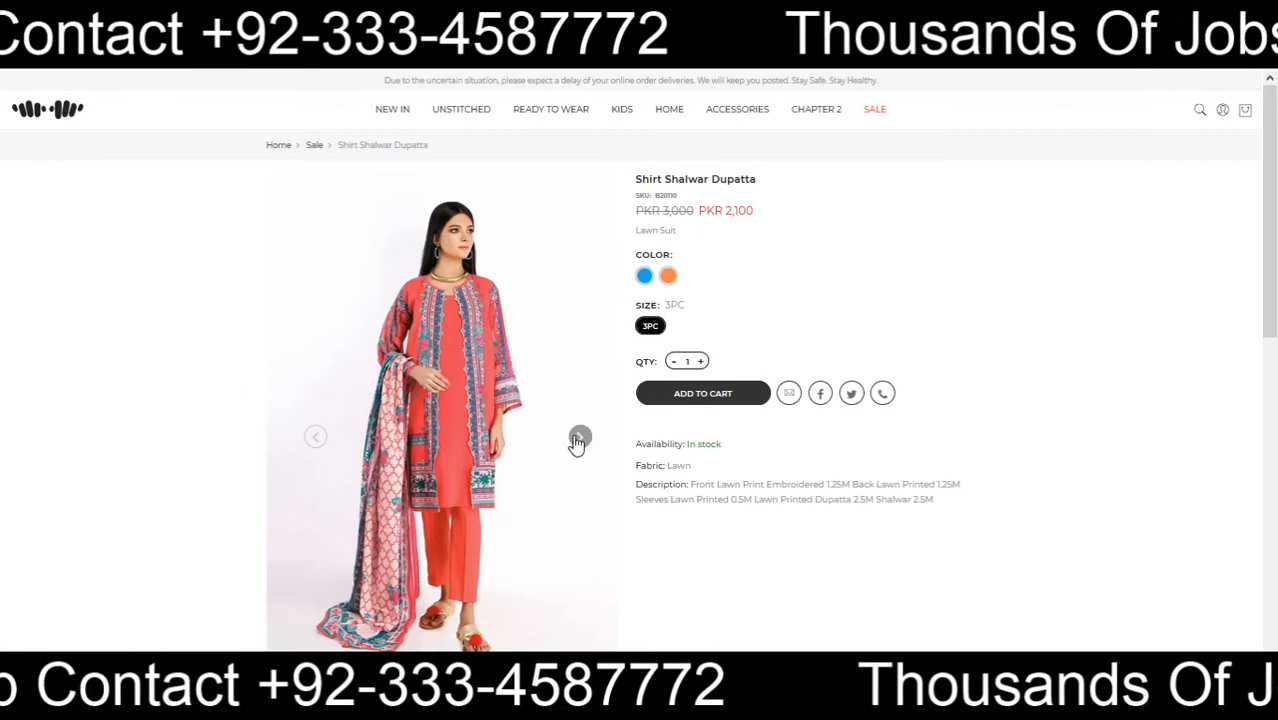 Contact +92-333-4587772 Thousands Of Jobs
Due to the uncertain situation, please expect a delay of your online order deliveries. We will keep you posted. Stay Safe. Stay Healthy.
NEW IN UNSTITCHED READY TO WEAR KIDS HOME ACCESSORIES CHAPTER 2 SALE
Home > Sale > Shirt Shalwar Dupatta
Shirt Shalwar Dupatta
SKU: B20110
PKR 3,000 PKR 2,100
Lawn Suit
COLOR:
SIZE: 3PC
3PC
QTY: - 1 +
ADD TO CART
Availability: In stock
Fabric: Lawn
Description: Front Lawn Print Embroidered 1.25M Back Lawn Printed 1.25M
Sleeves Lawn Printed 0.5M Lawn Printed Dupatta 2.5M Shalwar 2.5M
p Contact +92-333-4587772 Thousands Of J